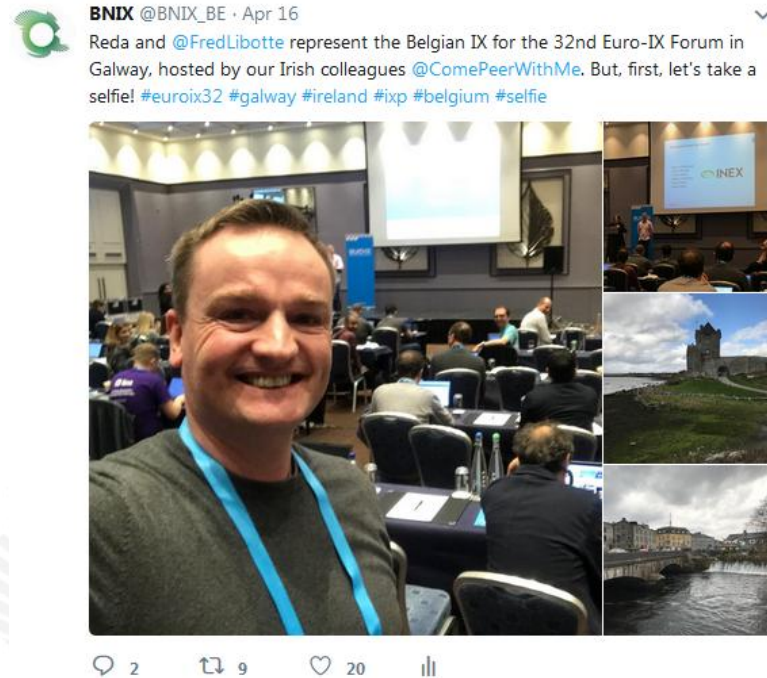 BNIX @BNIX_BE · Apr 16
Reda and @FredLibotte represent the Belgian IX for the 32nd Euro-IX Forum in
Galway, hosted by our Irish colleagues @ComePeerWithMe. But, first, let's take a
selfie! #euroix32 #galway #ireland #ixp #belgium #selfie
INEX
2 9 20